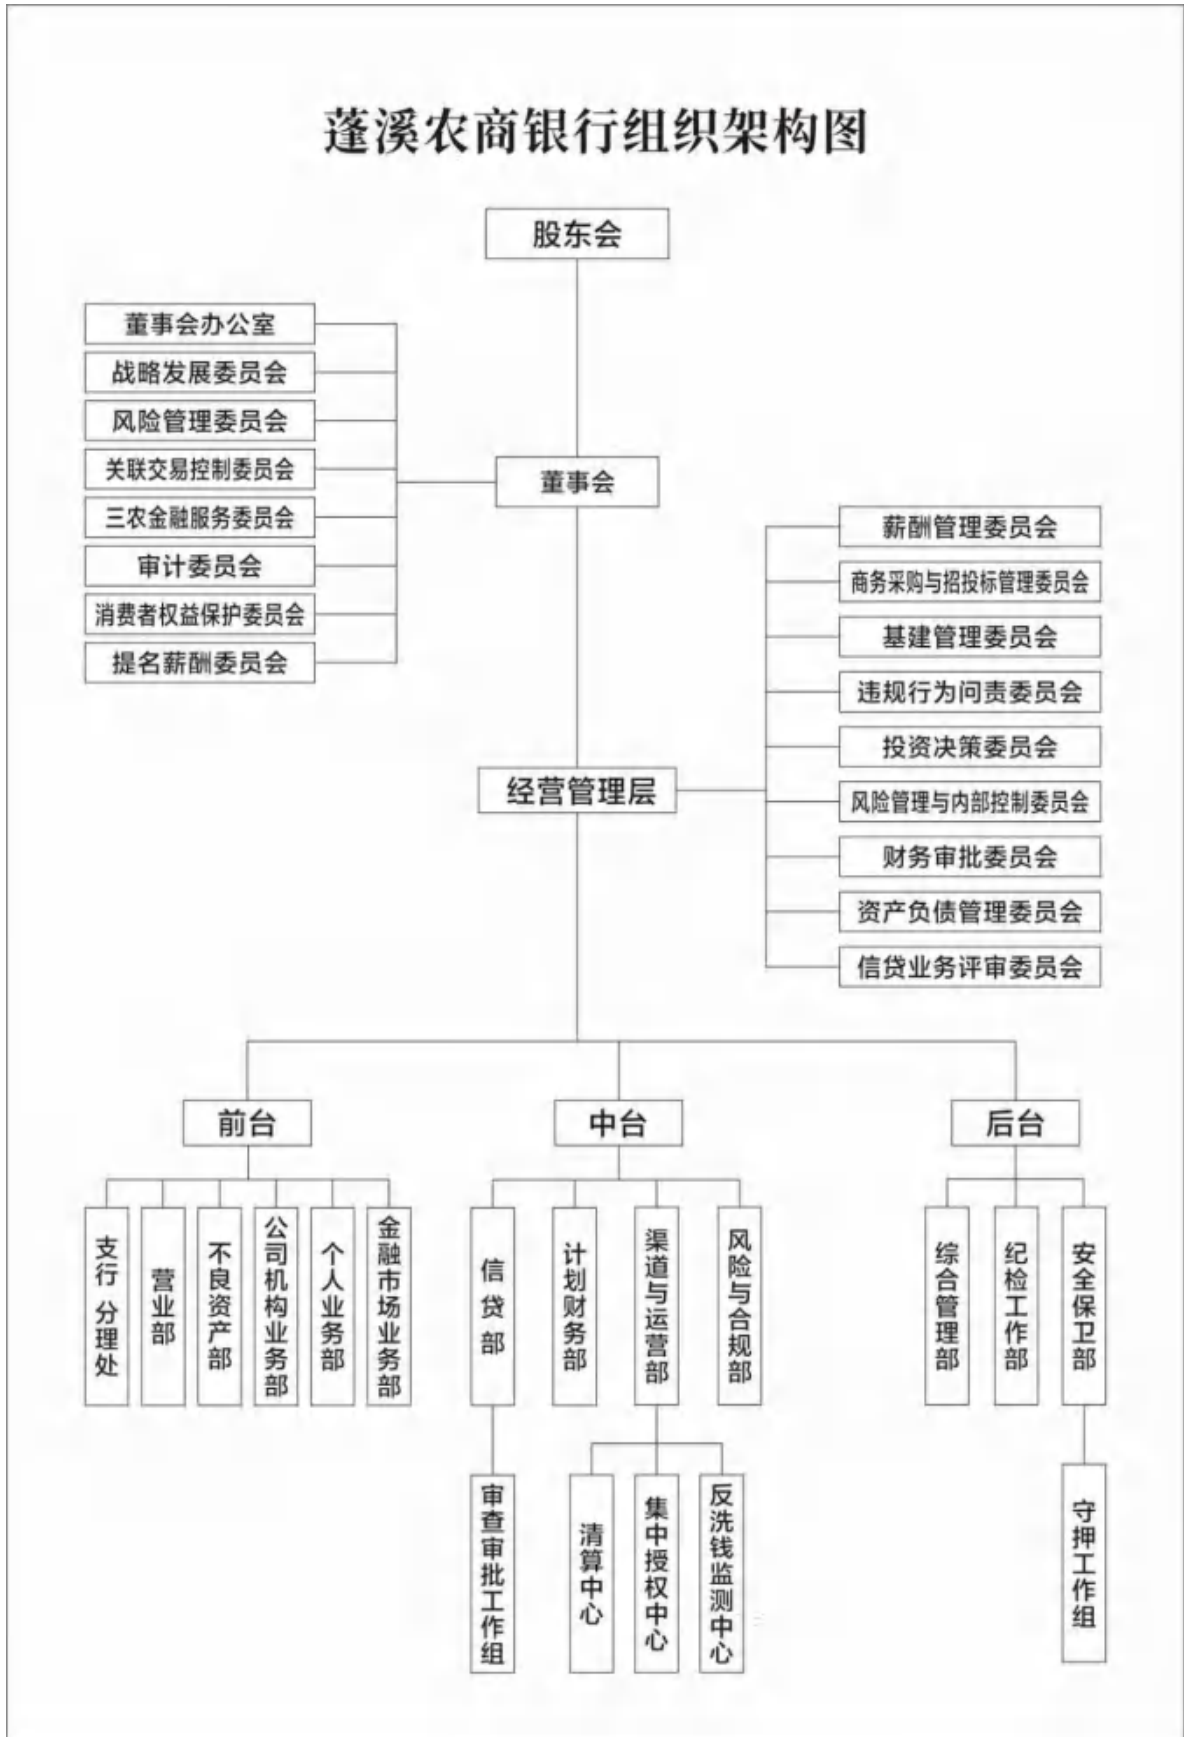 蓬溪农商银行组织架构图
股东会
董事会办公室
战略发展委员会
风险管理委员会
关联交易控制委员会
三农金融服务委员会
审计委员会
消费者权益保护委员会
提名薪酬委员会
董事会
薪酬管理委员会
商务采购与招投标管理委员会
基建管理委员会
违规行为问责委员会
投资决策委员会
风险管理与内部控制委员会
财务审批委员会
资产负债管理委员会
信贷业务评审委员会
经营管理层
前台
中台
后台
支行 分理处
营业部
不良资产部
公司机构业务部
个人业务部
金融市场业务部
信贷部
计划财务部
渠道与运营部
风险与合规部
综合管理部
纪检工作部
安全保卫部
审查审批工作组
清算中心
集中授权中心
反洗钱监测中心
守押工作组